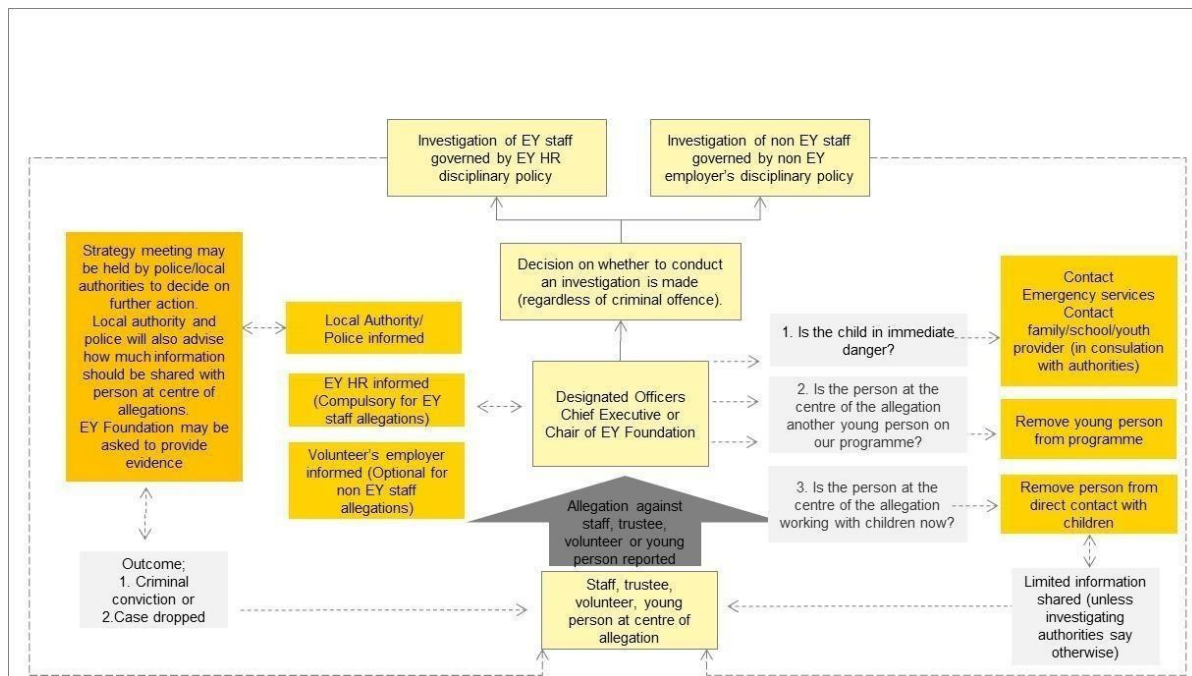 Investigation of EY staff
governed by EY HR
disciplinary policy
Investigation of non EY staff
governed by non EY
employer's disciplinary policy
Strategy meeting may
be held by police/local
authorities to decide on
further action.
Local authority and
police will also advise
how much information
should be shared with
person at centre of
allegations.
EY Foundation may be
asked to provide
evidence
Local Authority/
Police informed
EY HR informed
(Compulsory for EY
staff allegations)
Volunteer's employer
informed (Optional for
non EY staff
allegations)
Decision on whether to conduct
an investigation is made
(regardless of criminal offence).
Designated Officers
Chief Executive or
Chair of EY Foundation
1. Is the child in immediate
danger?
2. Is the person at the
centre of the allegation
another young person on
our programme?
3. Is the person at the
centre of the allegation
working with children now?
Contact
Emergency services
Contact
family/school/youth
provider (in consulation
with authorities)
Remove young person
from programme
Remove person from
direct contact with
children
Allegation against
staff, trustee,
volunteer or young
person reported
Outcome;
1. Criminal
conviction or
2.Case dropped
Staff, trustee,
volunteer, young
person at centre of
allegation
Limited information
shared (unless
investigating
authorities say
otherwise)